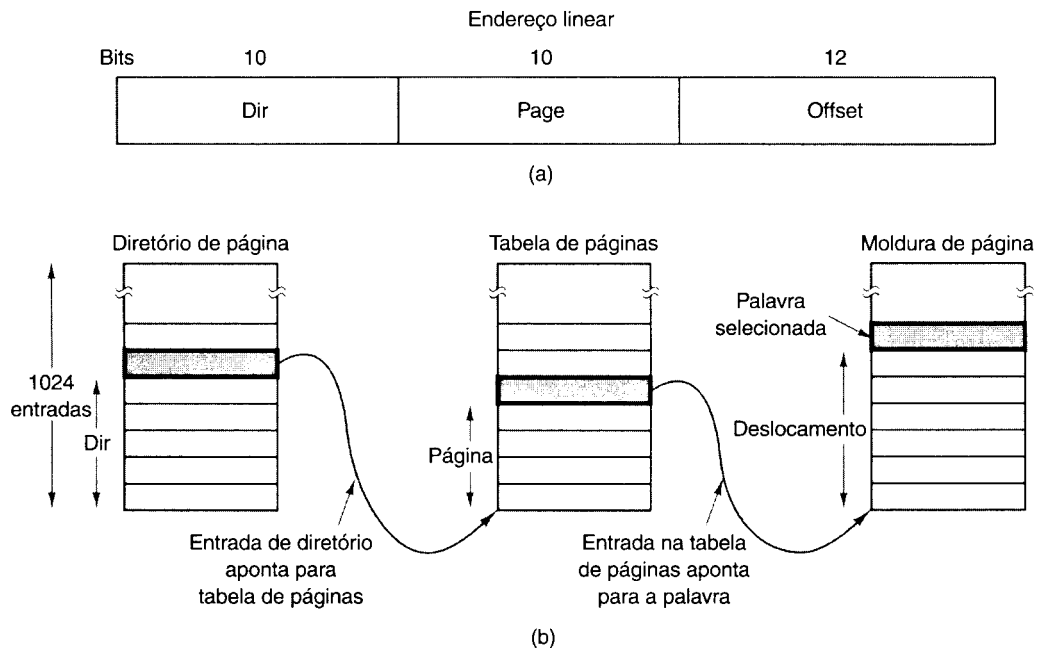 Endereço linear
Bits 10 10 12
Dir Page Offset
(a)
Diretório de página Tabela de páginas Moldura de página
Palavra
selecionada
1024
entradas
Dir
Página
Deslocamento
Entrada de diretório
aponta para
tabela de páginas
Entrada na tabela
de páginas aponta
para a palavra
(b)